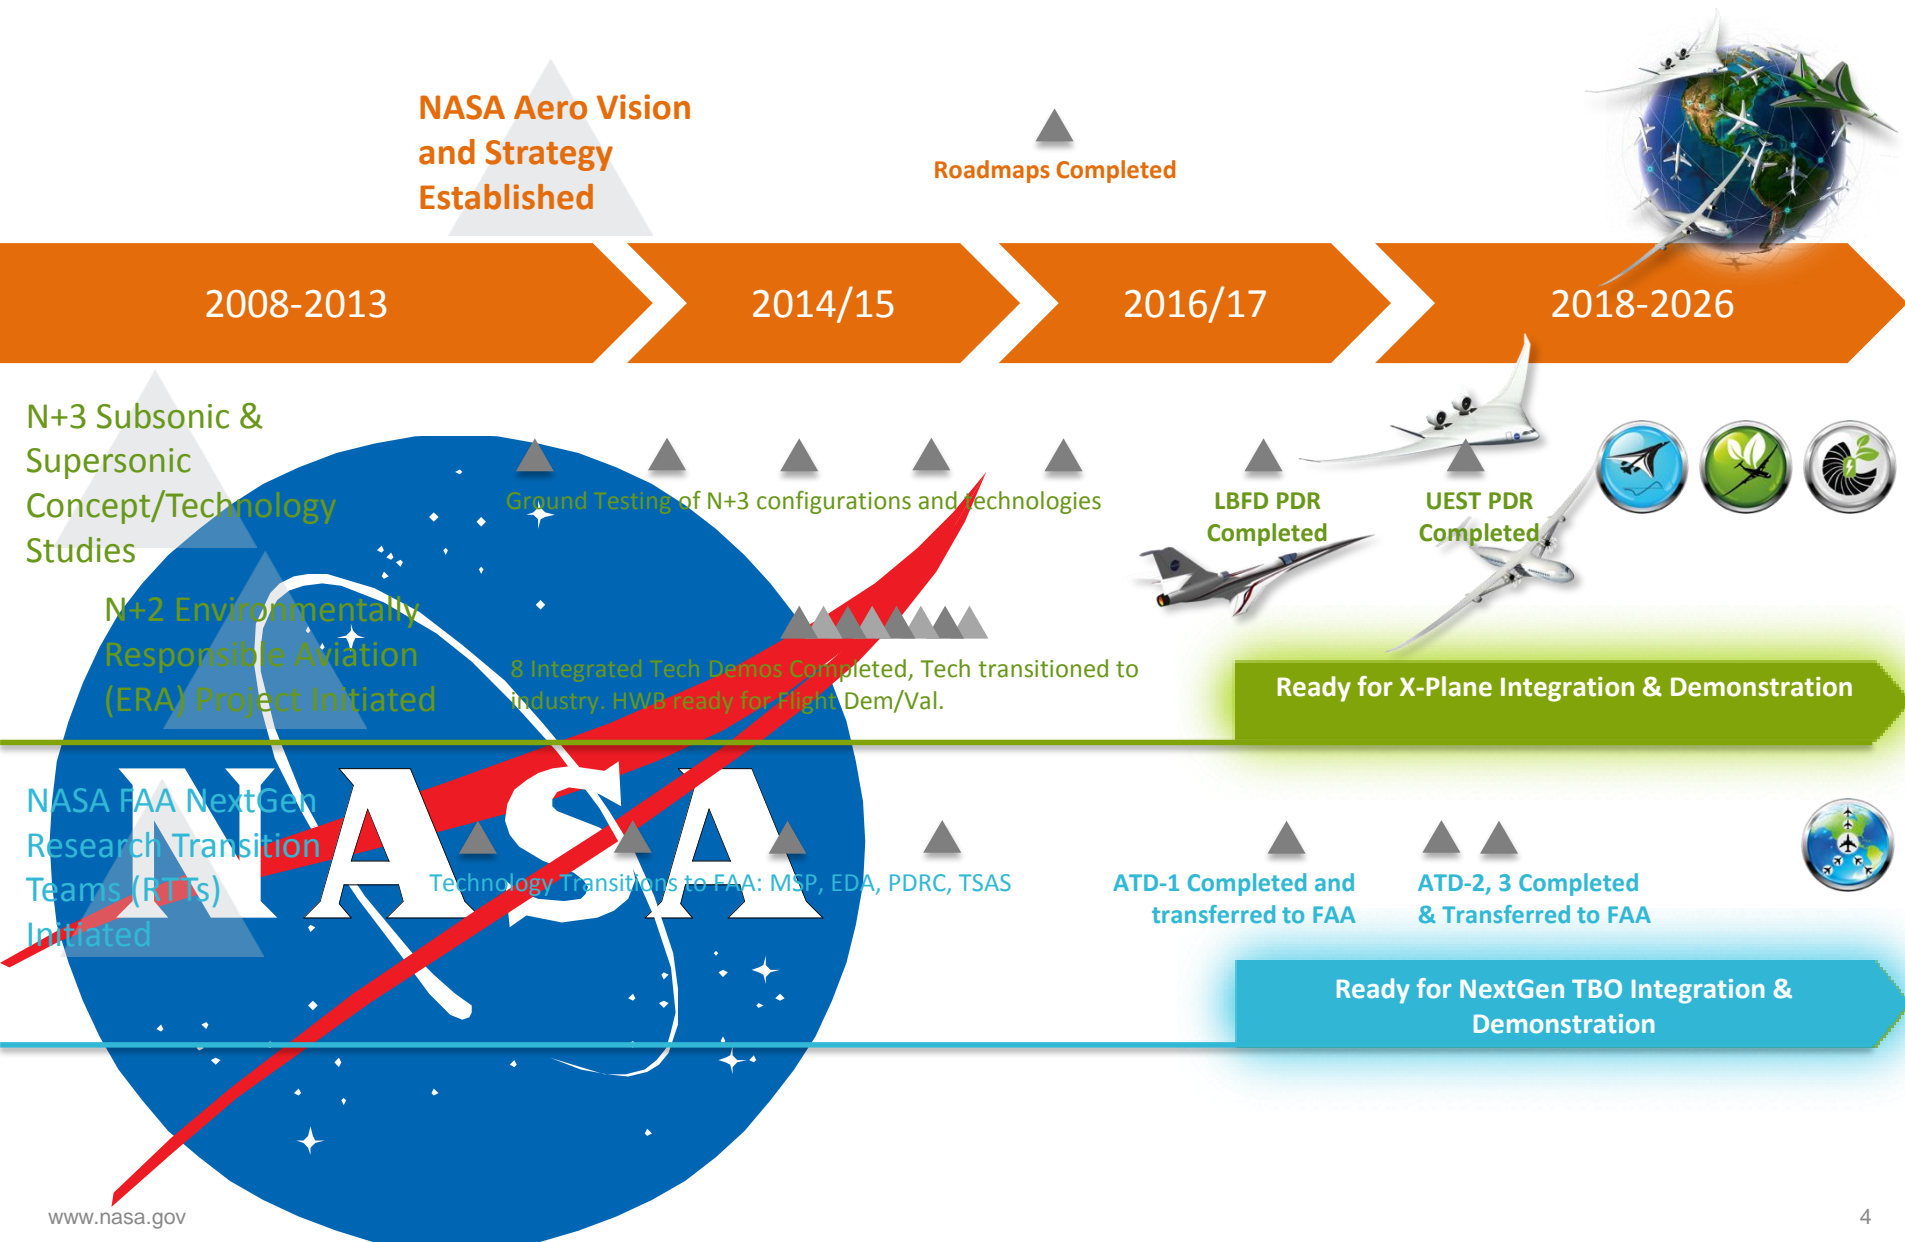 NASA Aero Vision
and Strategy
Established
Roadmaps Completed
2008-2013
2014/15
2016/17
2018-2026
N+3 Subsonic &
Supersonic
Concept/Technology
Studies
Ground Testing of N+3 configurations and technologies
LBFD PDR
Completed
UEST PDR
Completed
N+2 Environmentally
Responsible Aviation
(ERA) Project Initiated
8 Integrated Tech Demos Completed, Tech transitioned to
industry. HWB ready for Flight Dem/Val.
Ready for X-Plane Integration & Demonstration
NASA
NASA FAA NextGen
Research Transition
Teams (RTTs)
Initiated
Technology Transitions to FAA: MSP, EDA, PDRC, TSAS
ATD-1 Completed and
transferred to FAA
ATD-2, 3 Completed
& Transferred to FAA
Ready for NextGen TBO Integration &
Demonstration
www.nasa.gov
4